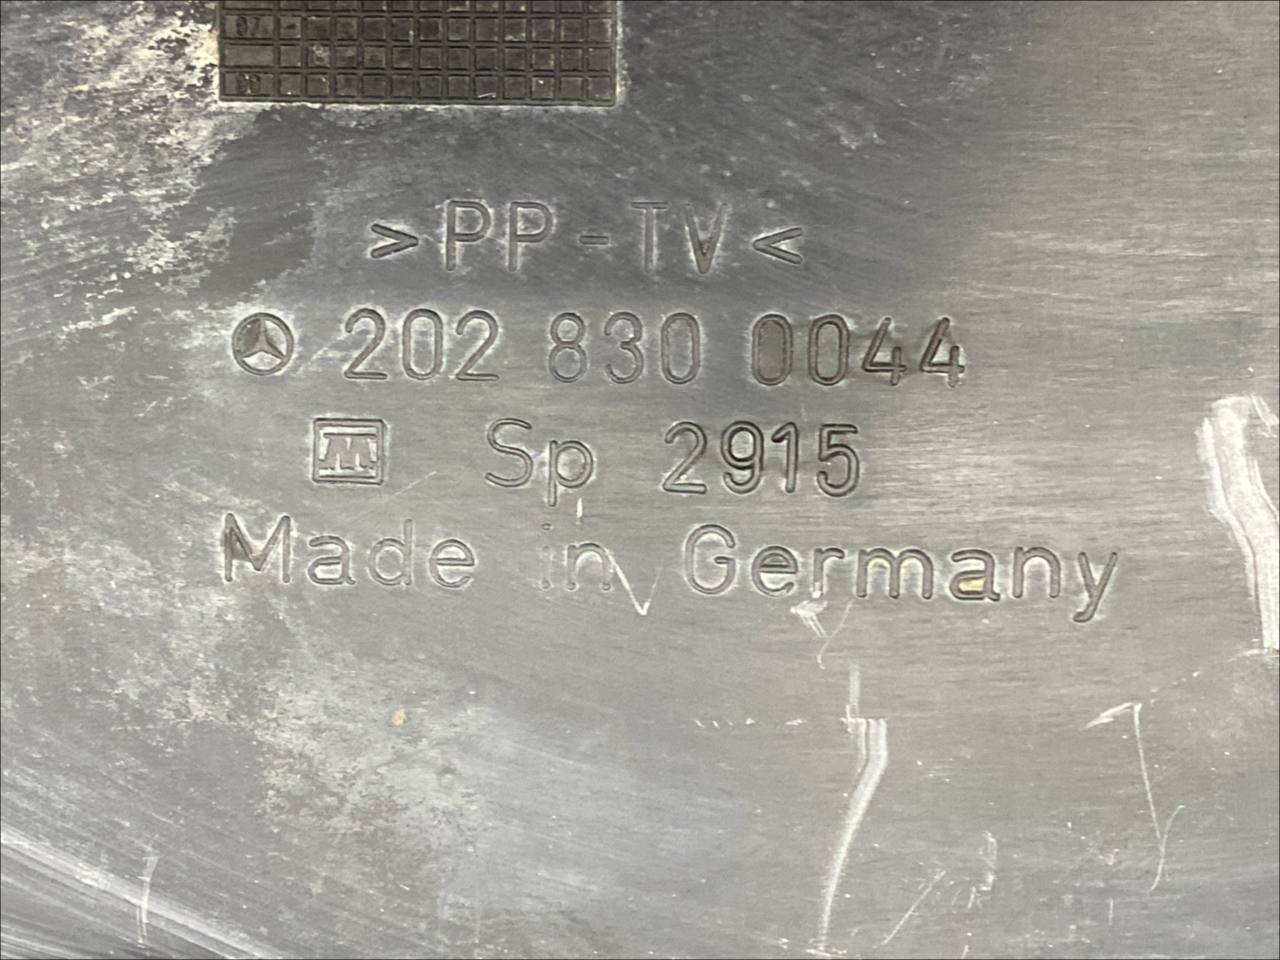 >PP-TV<
202 830 0044
Sp 2915
Made in Germany